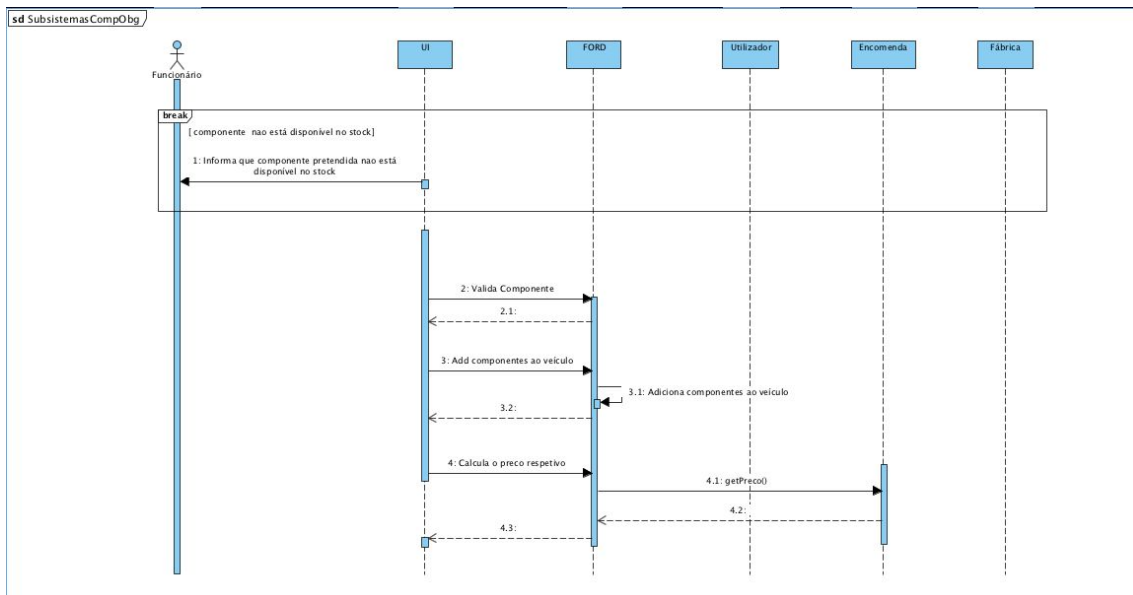 sd SubsistemasCompObg
Funcionário
UI
FORD
Utilizador
Encomenda
Fábrica
break
[ componente nao está disponível no stock]
1: Informa que componente pretendida nao está
disponível no stock
2: Valida Componente
2.1:
3: Add componentes ao veículo
3.1: Adiciona componentes ao veículo
3.2:
4: Calcula o preco respetivo
4.1: getPreco()
4.2:
4.3: